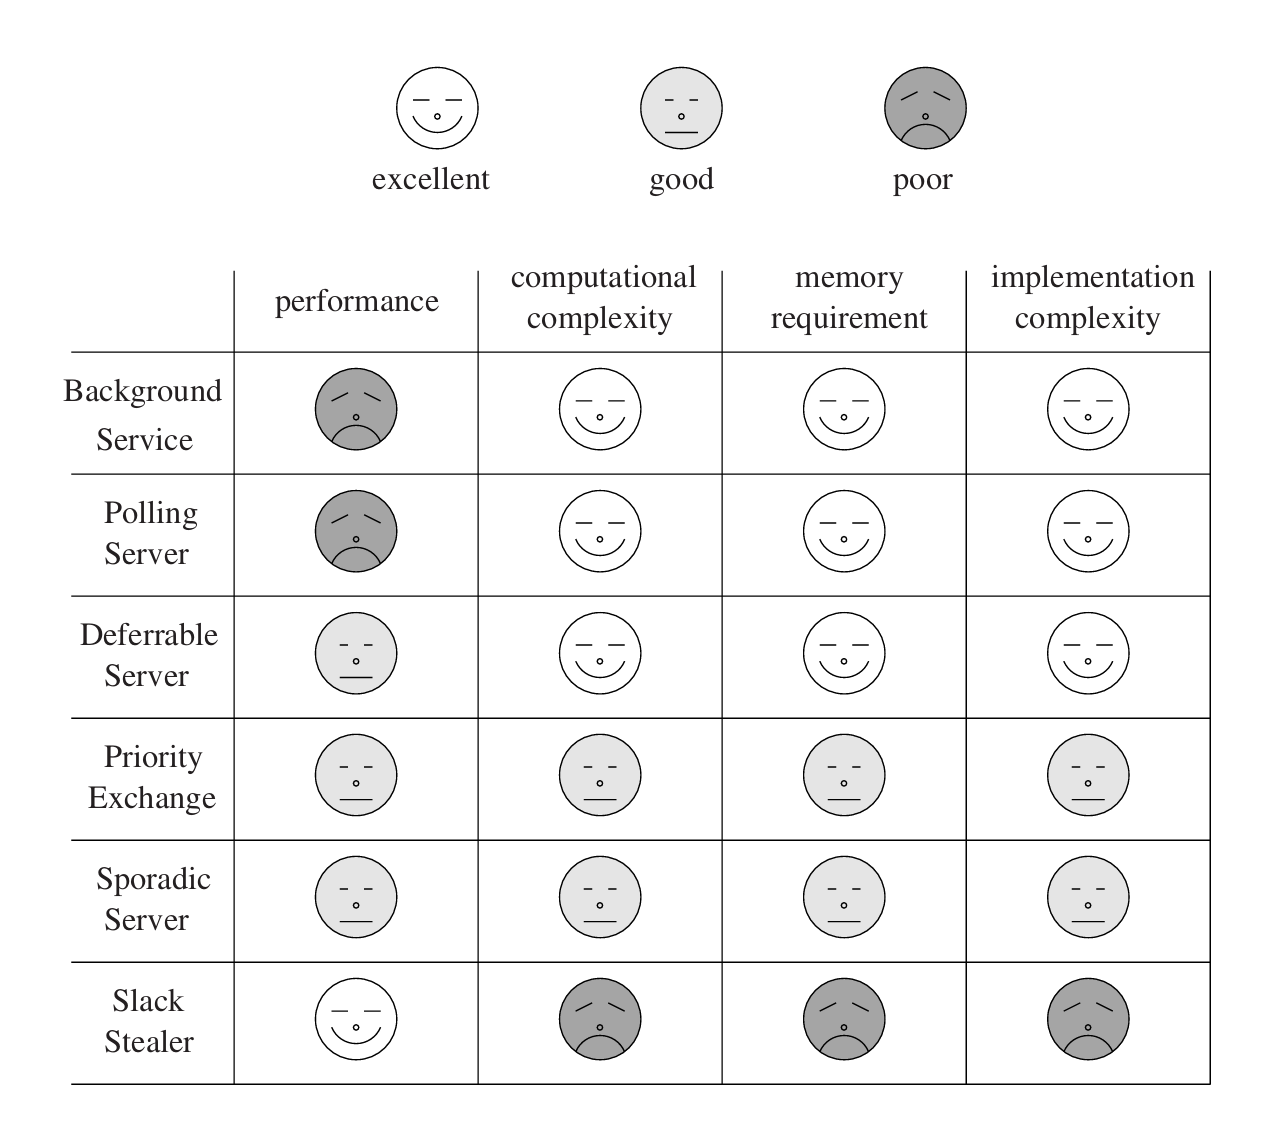 excellent good poor
performance computational complexity memory requirement implementation complexity
Background
Service
Polling
Server
Deferrable
Server
Priority
Exchange
Sporadic
Server
Slack
Stealer